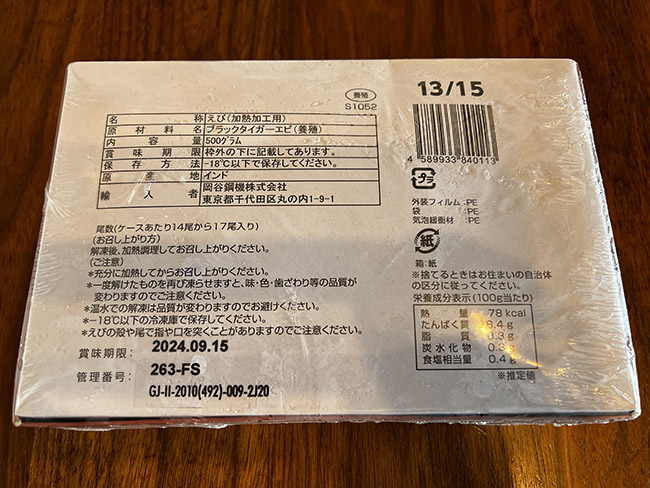 養殖
S1052
13/15
名称 えび(加熱加工用)
原材料名 ブラックタイガーエビ(養殖)
内容量 500グラム
賞味期限 枠外の下に記載してあります。
保存方法 -18℃以下で保存してください。
原産地 インド
輸入者 岡谷鋼機株式会社
東京都千代田区丸の内1-9-1
4 589933 840113
プラ
外装フィルム:PE
袋 :PE
気泡緩衝材 :PE
紙
箱:紙
※捨てるときはお住まいの自治体
の区分に従ってください。
尾数(ケースあたり14尾から17尾入り)
(お召し上がり方)
解凍後、加熱調理してお召し上がりください。
(ご注意)
*充分に加熱してからお召し上がりください。
*一度解けたものを再び凍らせますと、味・色・歯ざわり等の品質が
変わりますのでご注意ください。
*温水での解凍は品質が変わりますのでお避けください。
*-18℃以下の冷凍庫で保存してください。
*えびの殻や尾で指や口を突くことがありますのでご注意ください。
賞味期限: 2024.09.15
管理番号: 263-FS
GJ-II-2010(492)-009-2J20
栄養成分表示(100g当たり)
熱量 78 kcal
たんぱく質 8.4 g
脂質 0.3 g
炭水化物 0.3
食塩相当量 0.4 g
※推定値